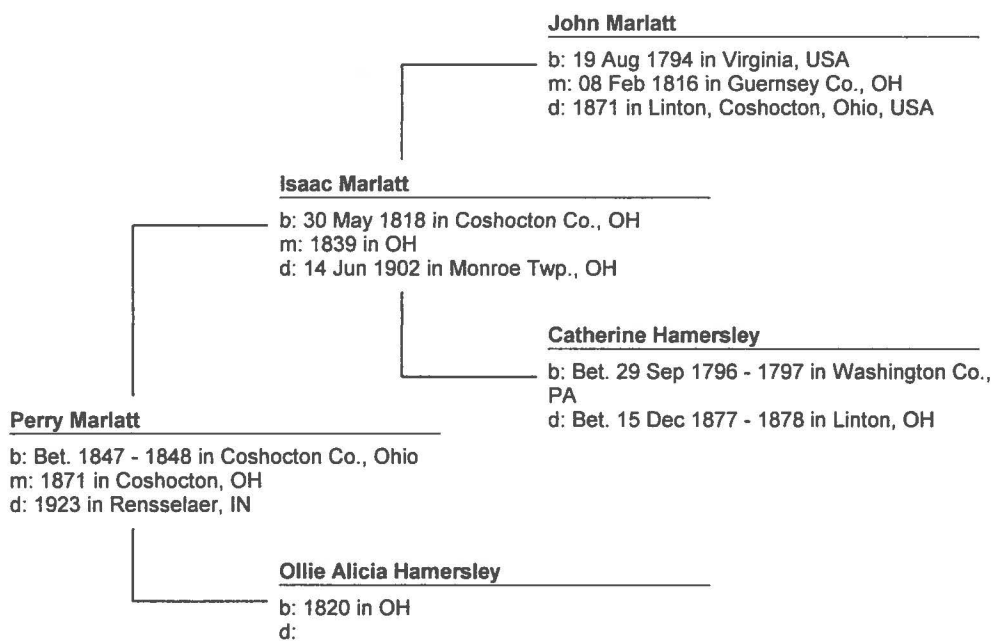 John Marlatt
b: 19 Aug 1794 in Virginia, USA
m: 08 Feb 1816 in Guernsey Co., OH
d: 1871 in Linton, Coshocton, Ohio, USA
Isaac Marlatt
b: 30 May 1818 in Coshocton Co., OH
m: 1839 in OH
d: 14 Jun 1902 in Monroe Twp., OH
Catherine Hamersley
b: Bet. 29 Sep 1796 - 1797 in Washington Co.,
PA
d: Bet. 15 Dec 1877 - 1878 in Linton, OH
Perry Marlatt
b: Bet. 1847 - 1848 in Coshocton Co., Ohio
m: 1871 in Coshocton, OH
d: 1923 in Rensselaer, IN
Ollie Alicia Hamersley
b: 1820 in OH
d: